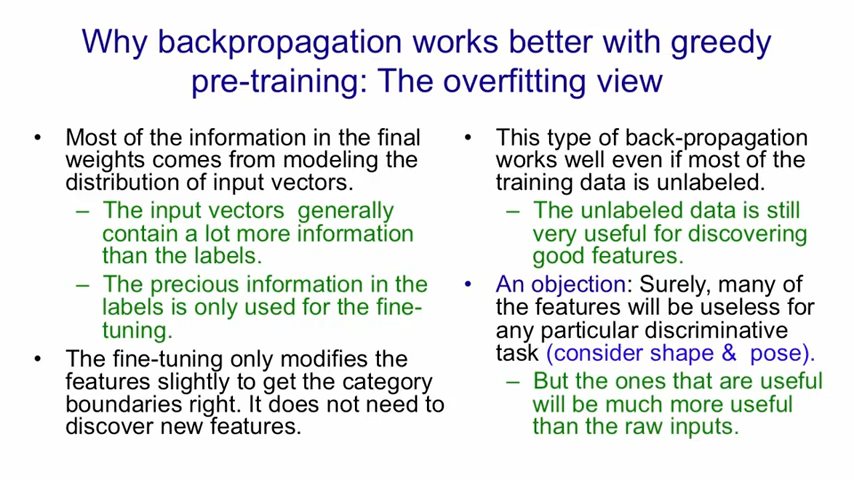 Why backpropagation works better with greedy
pre-training: The overfitting view
• Most of the information in the final
weights comes from modeling the
distribution of input vectors.
– The input vectors generally
contain a lot more information
than the labels.
– The precious information in the
labels is only used for the fine-
tuning.
• The fine-tuning only modifies the
features slightly to get the category
boundaries right. It does not need to
discover new features.
• This type of back-propagation
works well even if most of the
training data is unlabeled.
– The unlabeled data is still
very useful for discovering
good features.
• An objection: Surely, many of
the features will be useless for
any particular discriminative
task (consider shape & pose).
– But the ones that are useful
will be much more useful
than the raw inputs.